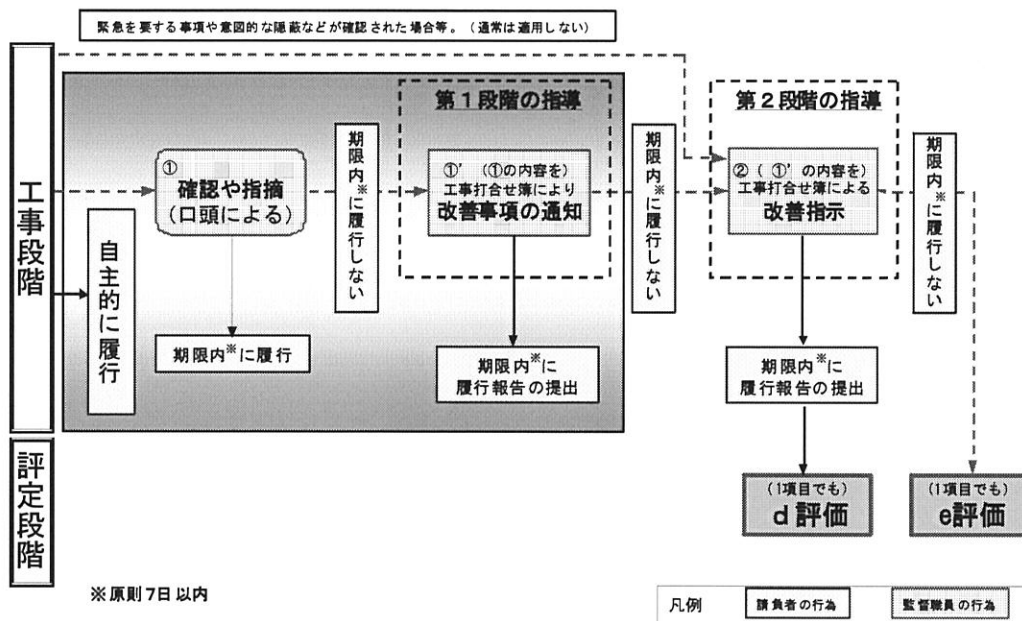 緊急を要する事項や意図的な隠蔽などが確認された場合等。(通常は適用しない)
工事段階
第1段階の指導
第2段階の指導
①
確認や指摘
(口頭による)
期限内※に履行しない
①' (①の内容を)
工事打合せ簿により
改善事項の通知
期限内※に履行しない
② ( ①' の内容を)
工事打合せ簿による
改善指示
期限内※に履行しない
自主的に履行
期限内※に履行
期限内※に
履行報告の提出
期限内※に
履行報告の提出
評定段階
(1項目でも)
d評価
(1項目でも)
e評価
※原則7日以内
凡例
請負者の行為
監督職員の行為